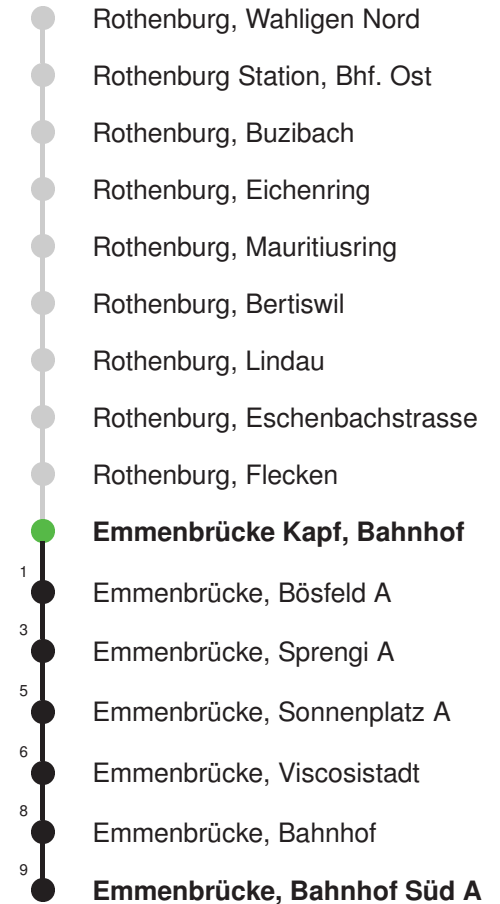 Rothenburg, Wahligen Nord
Rothenburg Station, Bhf. Ost
Rothenburg, Buzibach
Rothenburg, Eichenring
Rothenburg, Mauritiusring
Rothenburg, Bertiswil
Rothenburg, Lindau
Rothenburg, Eschenbachstrasse
Rothenburg, Flecken
Emmenbrücke Kapf, Bahnhof
1 Emmenbrücke, Bösfeld A
3 Emmenbrücke, Sprengi A
5 Emmenbrücke, Sonnenplatz A
6 Emmenbrücke, Viscosistadt
8 Emmenbrücke, Bahnhof
9 Emmenbrücke, Bahnhof Süd A